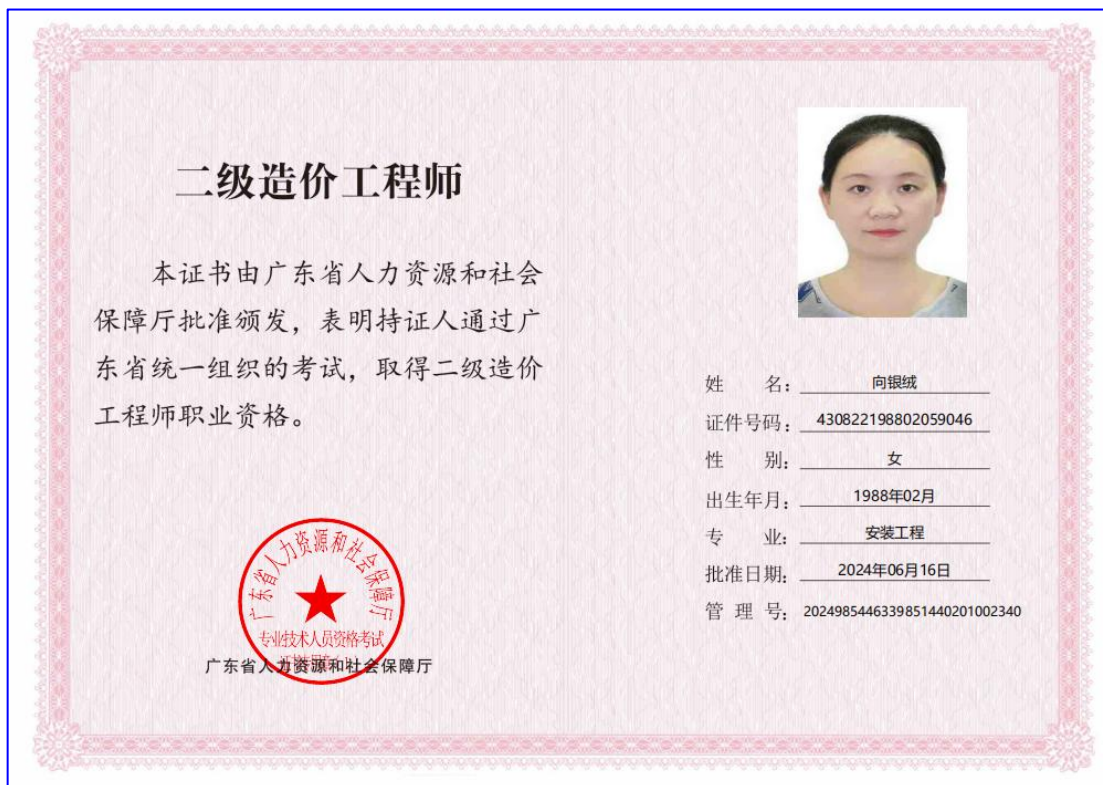 二级造价工程师
本证书由广东省人力资源和社会
保障厅批准颁发，表明持证人通过广
东省统一组织的考试，取得二级造价
工程师职业资格。
广东省人力资源和社会保障厅
专业技术人员资格考试
广东省人力资源和社会保障厅
姓名：向银绒
证件号码：430822198802059046
性别：女
出生年月：1988年02月
专业：安装工程
批准日期：2024年06月16日
管理号：2024985446339851440201002340